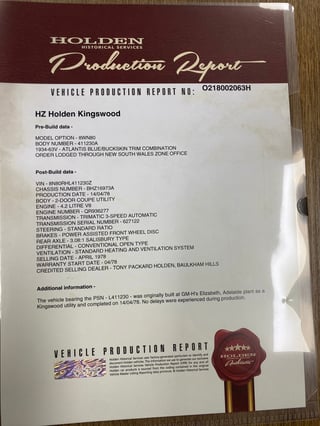 HOLDEN
HISTORICAL SERVICES
Production Report
VEHICLE PRODUCTION REPORT NO: O218002063H
HZ Holden Kingswood
Pre-Build data -
MODEL OPTION - 8WN80
BODY NUMBER - 411230A
1934-63V - ATLANTIS BLUE/BUCKSKIN TRIM COMBINATION
ORDER LODGED THROUGH NEW SOUTH WALES ZONE OFFICE
Post-Build data -
VIN - 8N80RHL411230Z
CHASSIS NUMBER - BHZ16973A
PRODUCTION DATE - 14/04/78
BODY - 2-DOOR COUPE UTILITY
ENGINE - 4.2 LITRE V8
ENGINE NUMBER - QR936277
TRANSMISSION - TRIMATIC 3-SPEED AUTOMATIC
TRANSMISSION SERIAL NUMBER - 627122
STEERING - STANDARD RATIO
BRAKES - POWER ASSISTED FRONT WHEEL DISC
REAR AXLE - 3.08:1 SALISBURY TYPE
DIFFERENTIAL - CONVENTIONAL OPEN TYPE
VENTILATION - STANDARD HEATING AND VENTILATION SYSTEM
SELLING DATE - APRIL 1978
WARRANTY START DATE - 04/78
CREDITED SELLING DEALER - TONY PACKARD HOLDEN, BAULKHAM HILLS
Additional information -
The vehicle bearing the PSN - L411230 - was originally built at GM-H's Elizabeth, Adelaide plant as a
Kingswood utility and completed on 14/04/78. No delays were experienced during production.
VEHICLE PRODUCTION REPORT
HOLDEN
Authentic